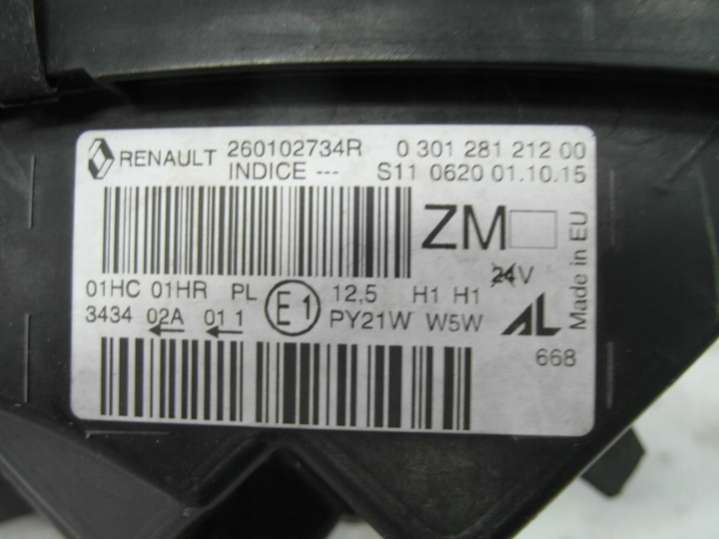 RENAULT 260102734R 0 301 281 212 00
INDICE --- S11 0620 01.10.15
ZM
Made in EU
24V
01HC 01HR PL E1 12,5 H1 H1
3434 02A 01 1 PY21W W5W
AL
668